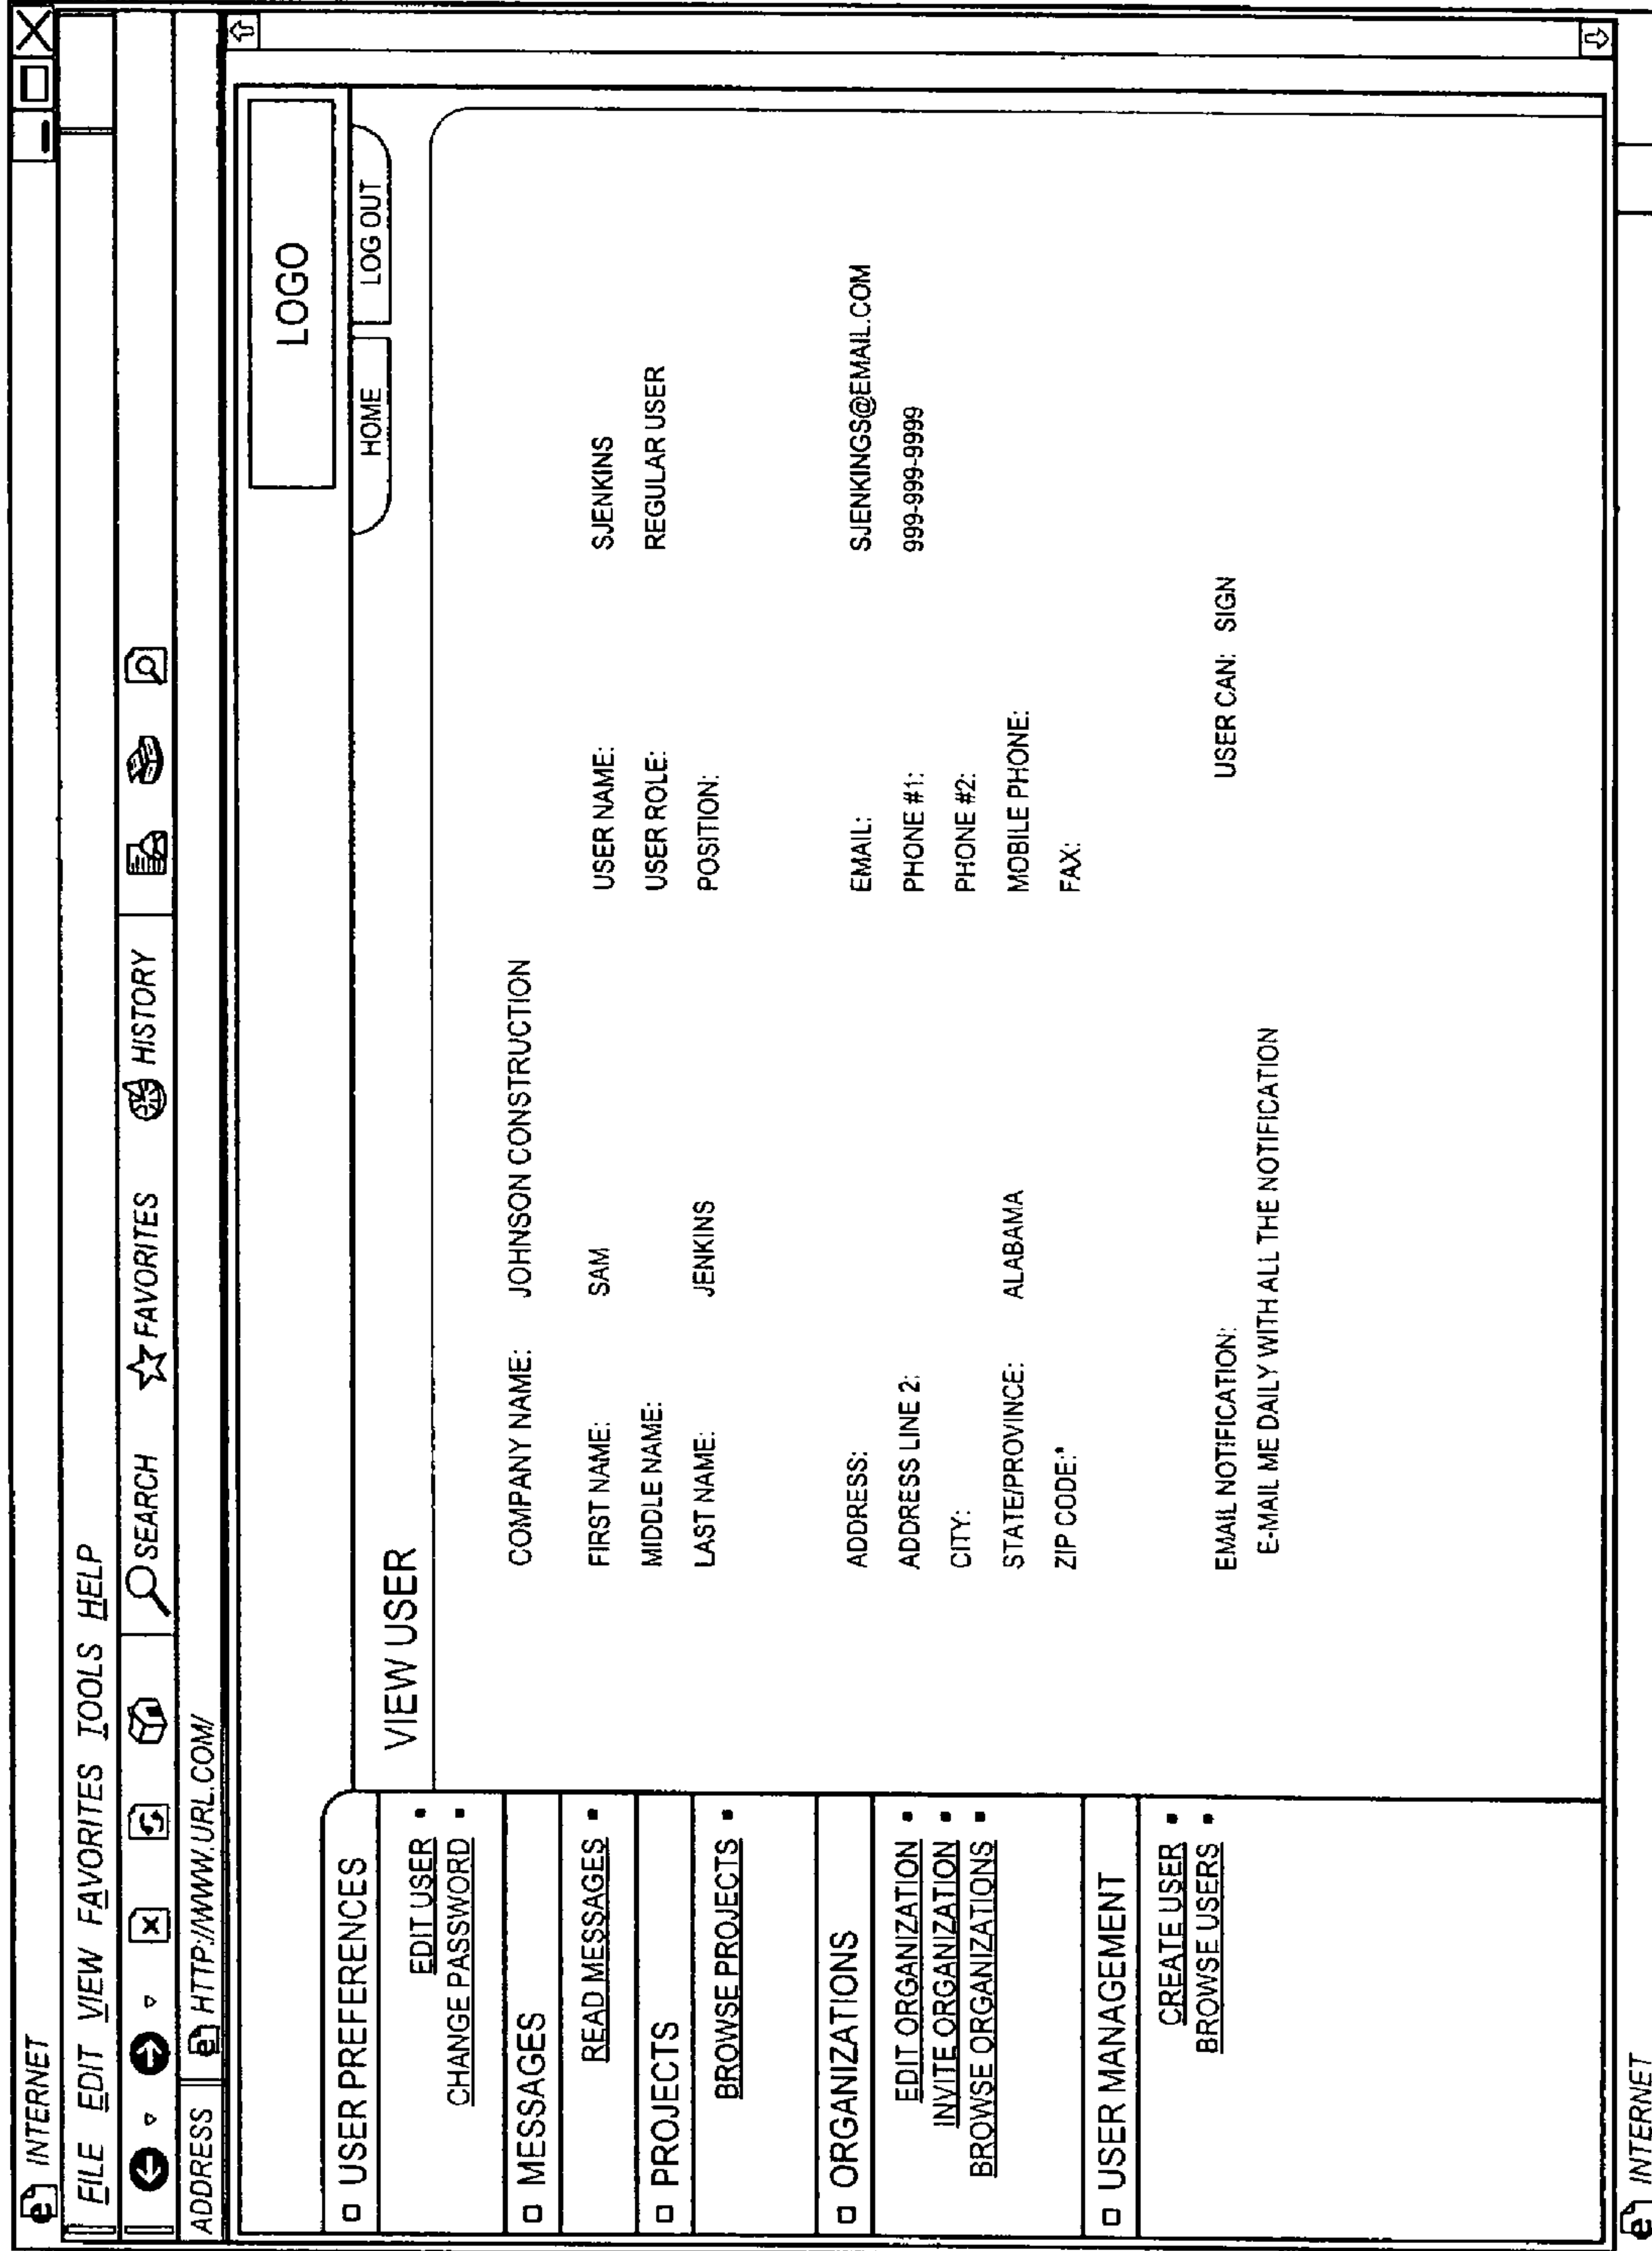 INTERNET
FILE EDIT VIEW FAVORITES TOOLS HELP
SEARCH FAVORITES HISTORY
ADDRESS HTTP://WWW.URL.COM/
LOGO
HOME LOG OUT
USER PREFERENCES
EDIT USER
CHANGE PASSWORD
MESSAGES
READ MESSAGES
PROJECTS
BROWSE PROJECTS
ORGANIZATIONS
EDIT ORGANIZATION
INVITE ORGANIZATION
BROWSE ORGANIZATIONS
USER MANAGEMENT
CREATE USER
BROWSE USERS
VIEW USER
COMPANY NAME: JOHNSON CONSTRUCTION
FIRST NAME: SAM USER NAME: SJENKINS
MIDDLE NAME: USER ROLE: REGULAR USER
LAST NAME: JENKINS POSITION:
ADDRESS: EMAIL: SJENKINGS@EMAIL.COM
ADDRESS LINE 2: PHONE #1: 999-999-9999
CITY: PHONE #2:
STATE/PROVINCE: ALABAMA MOBILE PHONE:
ZIP CODE:* FAX:
EMAIL NOTIFICATION: USER CAN: SIGN
E-MAIL ME DAILY WITH ALL THE NOTIFICATION
INTERNET